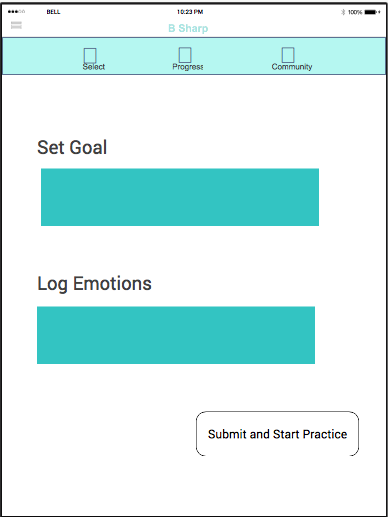 BELL
10:23 PM
100%
B Sharp
Select
Progress
Community
Set Goal
Log Emotions
Submit and Start Practice